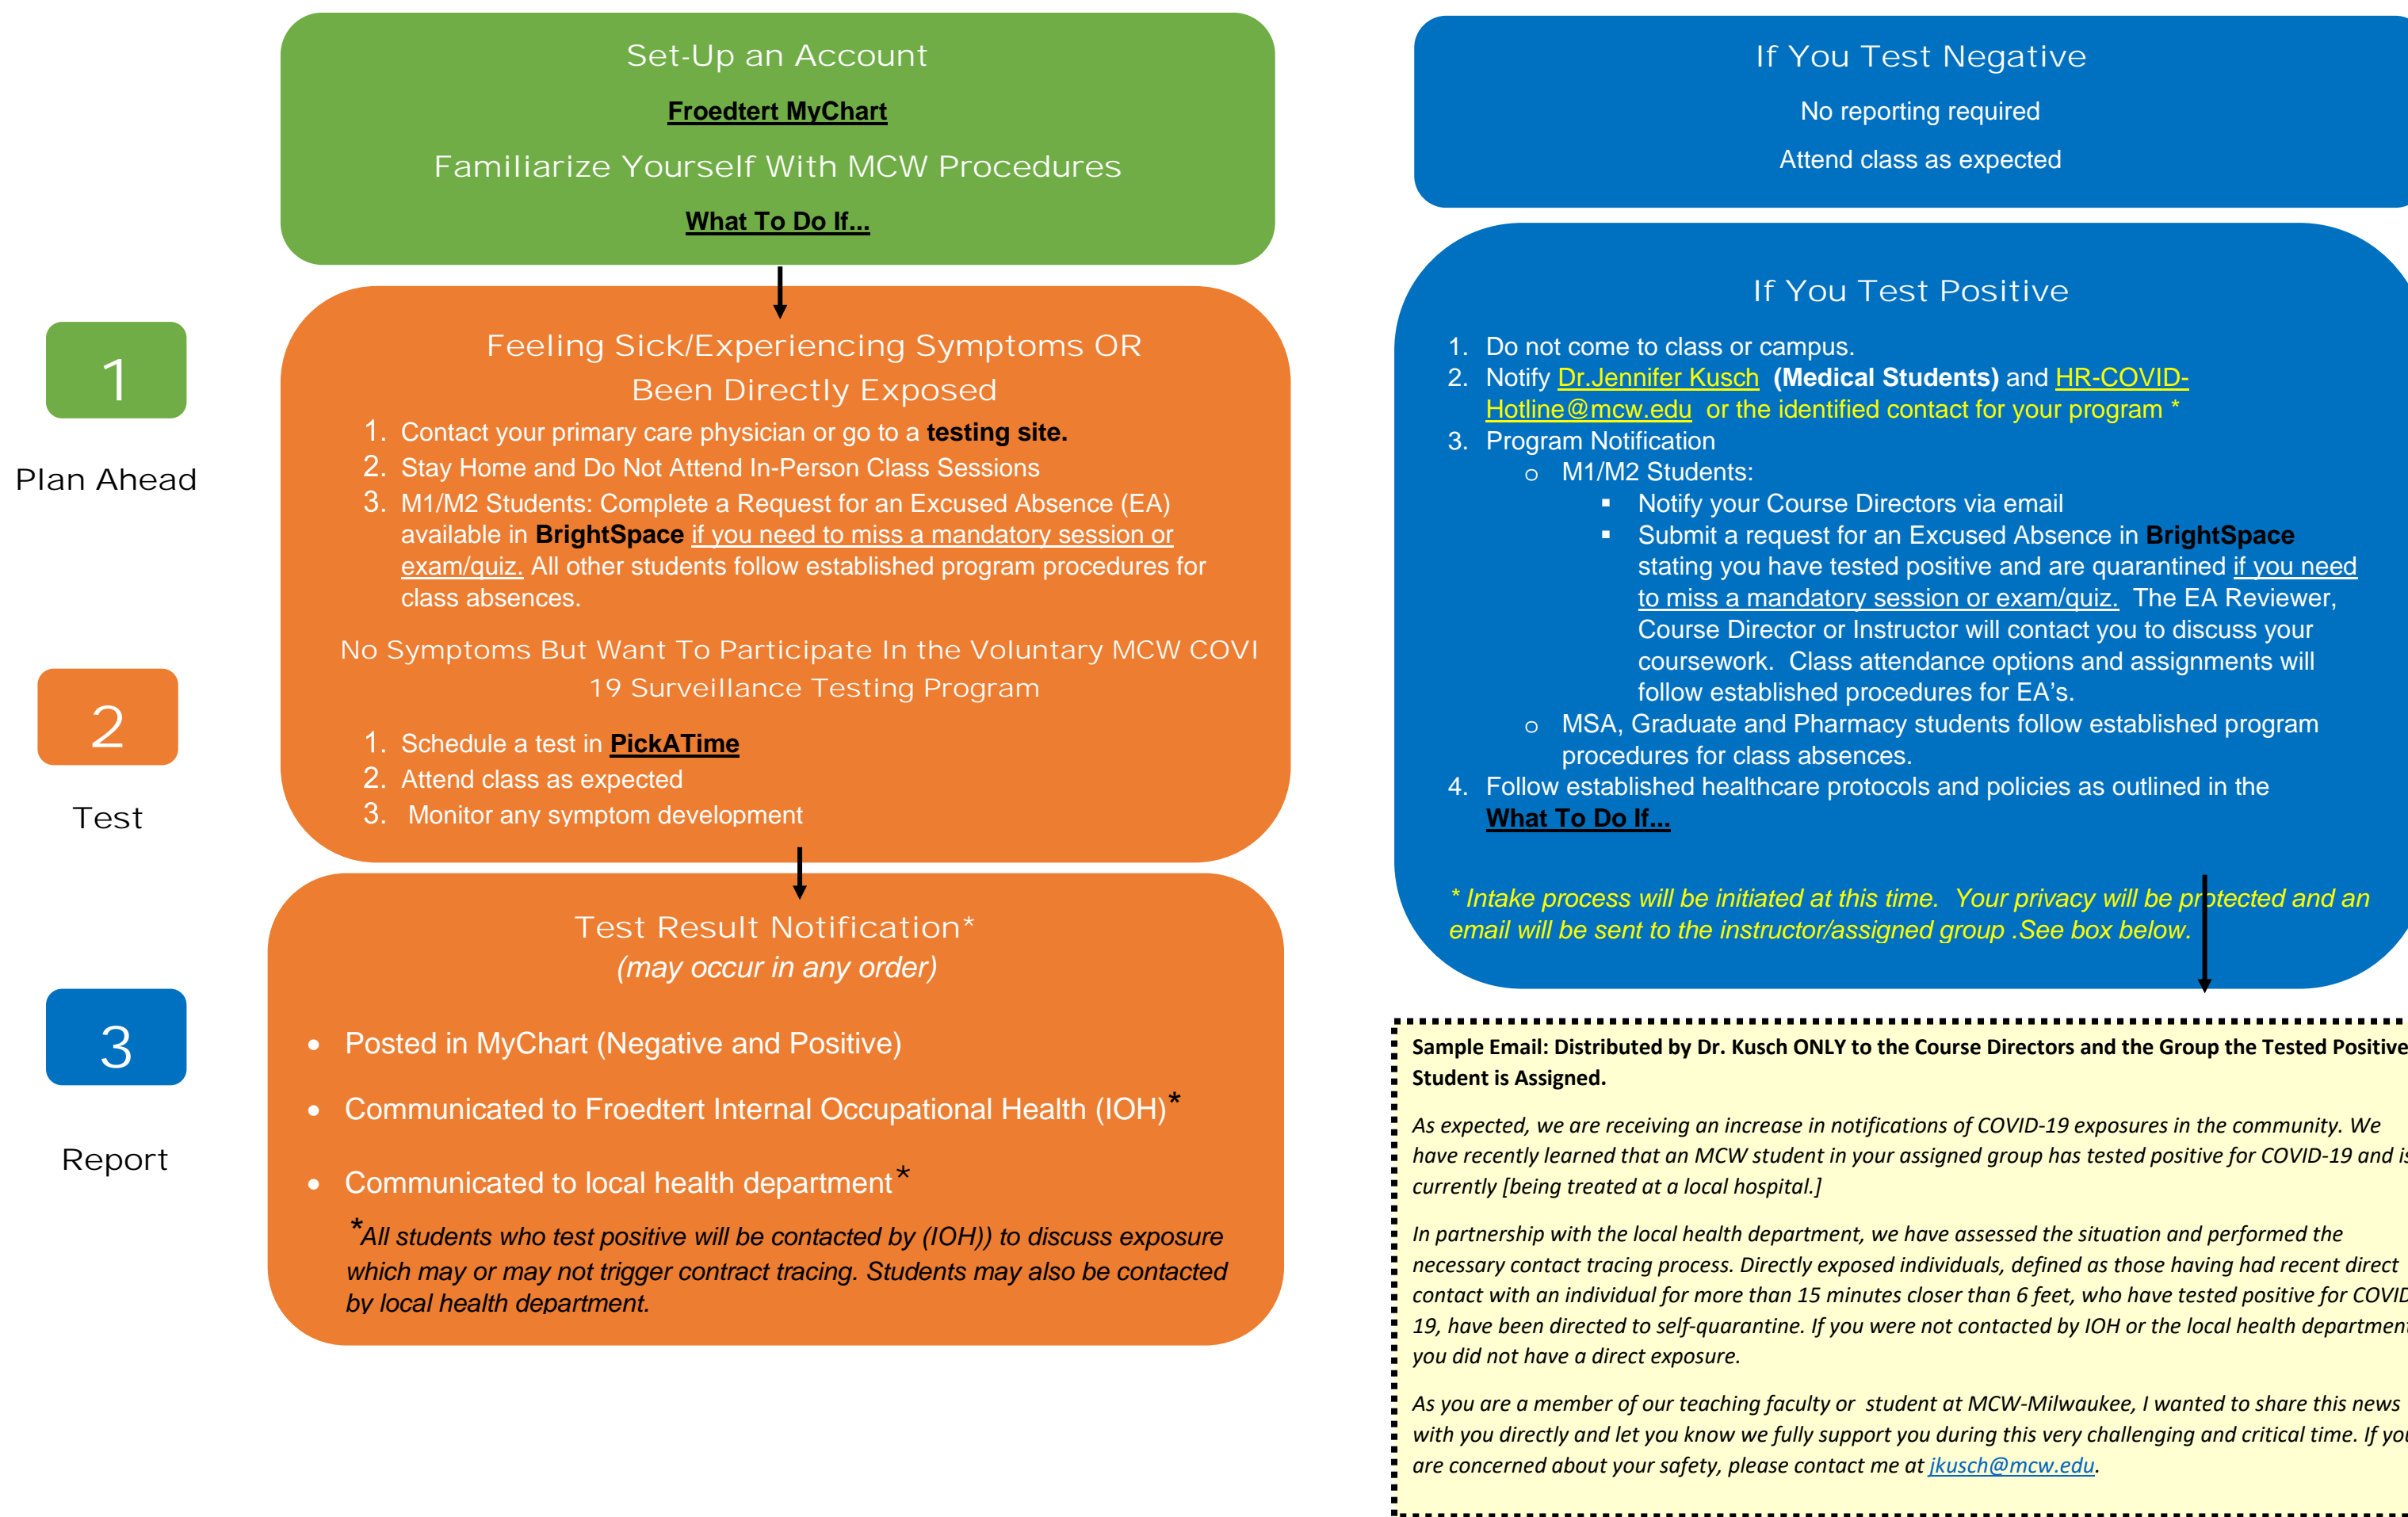 1
Plan Ahead
2
Test
3
Report
Set-Up an Account
Froedtert MyChart
Familiarize Yourself With MCW Procedures
What To Do If...
Feeling Sick/Experiencing Symptoms OR
Been Directly Exposed
1. Contact your primary care physician or go to a testing site.
2. Stay Home and Do Not Attend In-Person Class Sessions
3. M1/M2 Students: Complete a Request for an Excused Absence (EA)
available in BrightSpace if you need to miss a mandatory session or
exam/quiz. All other students follow established program procedures for
class absences.
No Symptoms But Want To Participate In the Voluntary MCW COVI
19 Surveillance Testing Program
1. Schedule a test in PickATime
2. Attend class as expected
3. Monitor any symptom development
Test Result Notification*
(may occur in any order)
• Posted in MyChart (Negative and Positive)
• Communicated to Froedtert Internal Occupational Health (IOH)*
• Communicated to local health department*
*All students who test positive will be contacted by (IOH)) to discuss exposure
which may or may not trigger contract tracing. Students may also be contacted
by local health department.
If You Test Negative
No reporting required
Attend class as expected
If You Test Positive
1. Do not come to class or campus.
2. Notify Dr.Jennifer Kusch (Medical Students) and HR-COVID-
Hotline@mcw.edu or the identified contact for your program *
3. Program Notification
o M1/M2 Students:
▪ Notify your Course Directors via email
▪ Submit a request for an Excused Absence in BrightSpace
stating you have tested positive and are quarantined if you need
to miss a mandatory session or exam/quiz. The EA Reviewer,
Course Director or Instructor will contact you to discuss your
coursework. Class attendance options and assignments will
follow established procedures for EA’s.
o MSA, Graduate and Pharmacy students follow established program
procedures for class absences.
4. Follow established healthcare protocols and policies as outlined in the
What To Do If...
* Intake process will be initiated at this time. Your privacy will be protected and an
email will be sent to the instructor/assigned group .See box below.
Sample Email: Distributed by Dr. Kusch ONLY to the Course Directors and the Group the Tested Positive
Student is Assigned.
As expected, we are receiving an increase in notifications of COVID-19 exposures in the community. We
have recently learned that an MCW student in your assigned group has tested positive for COVID-19 and is
currently [being treated at a local hospital.]
In partnership with the local health department, we have assessed the situation and performed the
necessary contact tracing process. Directly exposed individuals, defined as those having had recent direct
contact with an individual for more than 15 minutes closer than 6 feet, who have tested positive for COVID
19, have been directed to self-quarantine. If you were not contacted by IOH or the local health department
you did not have a direct exposure.
As you are a member of our teaching faculty or student at MCW-Milwaukee, I wanted to share this news
with you directly and let you know we fully support you during this very challenging and critical time. If you
are concerned about your safety, please contact me at jkusch@mcw.edu.